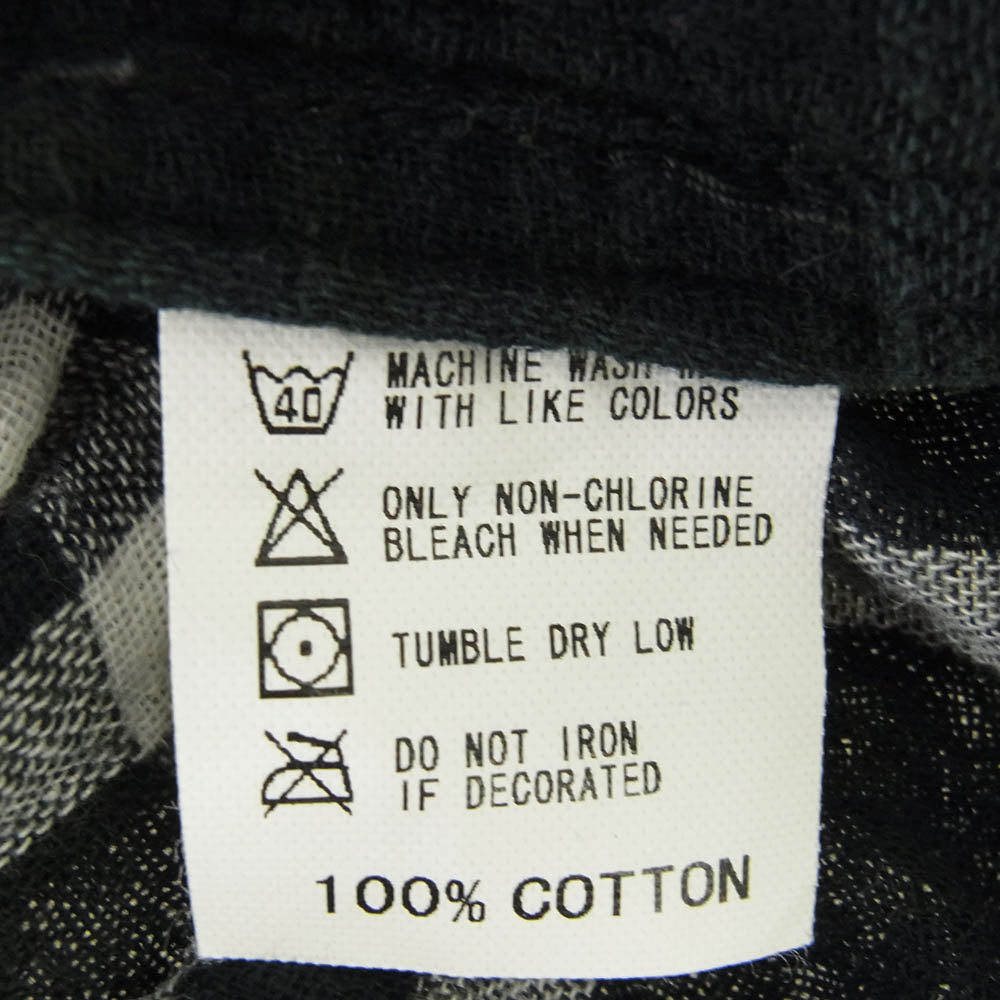 40
MACHINE WASH
WITH LIKE COLORS
ONLY NON-CHLORINE
BLEACH WHEN NEEDED
TUMBLE DRY LOW
DO NOT IRON
IF DECORATED
100% COTTON